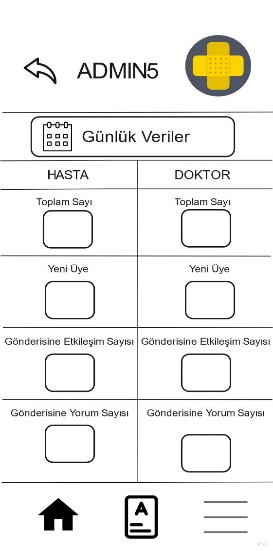 ADMIN5
Günlük Veriler
HASTA DOKTOR
Toplam Sayı Toplam Sayı
Yeni Üye Yeni Üye
Gönderisine Etkileşim Sayısı Gönderisine Etkileşim Sayısı
Gönderisine Yorum Sayısı Gönderisine Yorum Sayısı
A